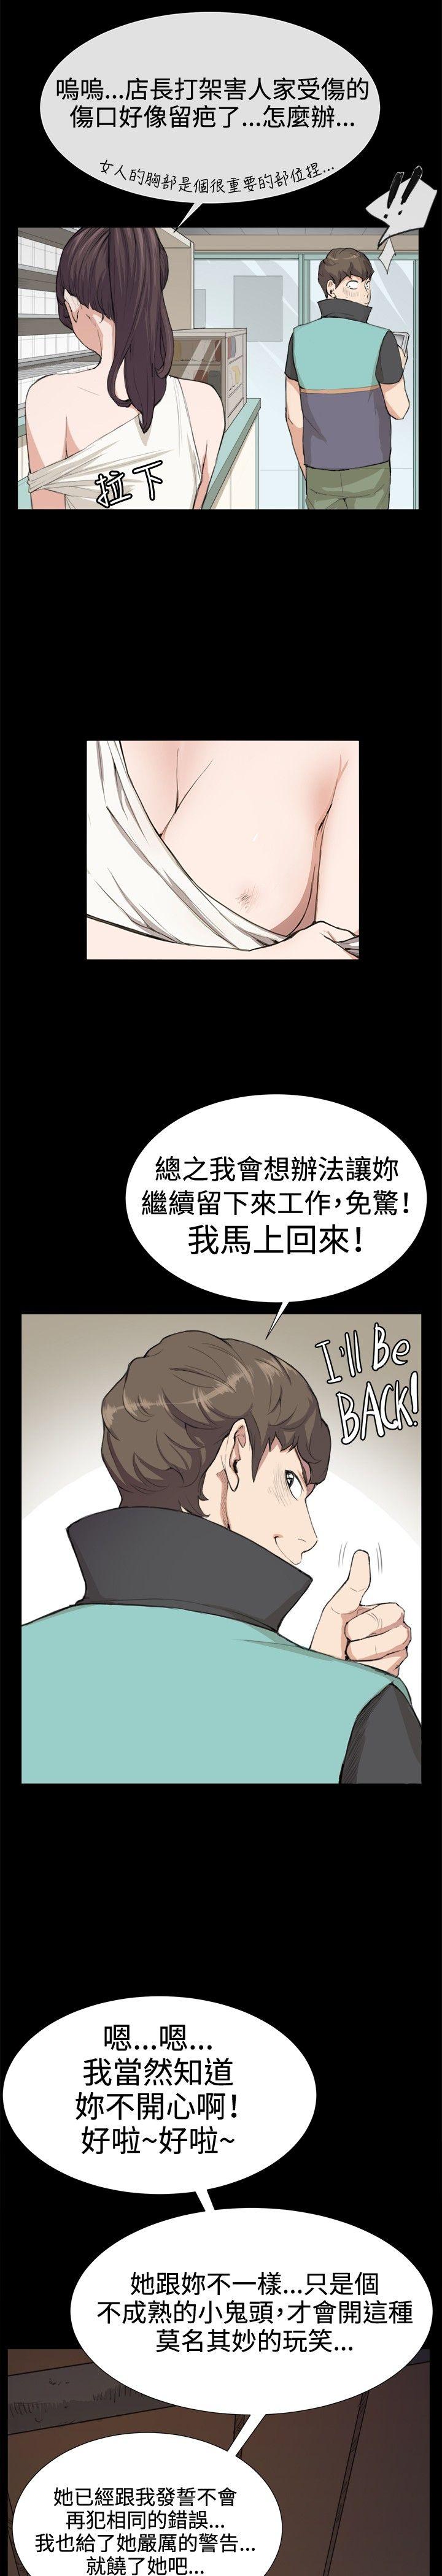 嗚嗚...店長打架害人家受傷的
傷口好像留疤了...怎麼辦...
女人的胸部是個很重要的部位捏...
!!
拉下
總之我會想辦法讓妳
繼續留下來工作,免驚!
我馬上回來!
I'll Be
BACK!
嗯...嗯...
我當然知道
妳不開心啊!
好啦~好啦~
她跟妳不一樣...只是個
不成熟的小鬼頭,才會開這種
莫名其妙的玩笑...
她已經跟我發誓不會
再犯相同的錯誤...
我也給了她嚴厲的警告...
就饒了她吧...